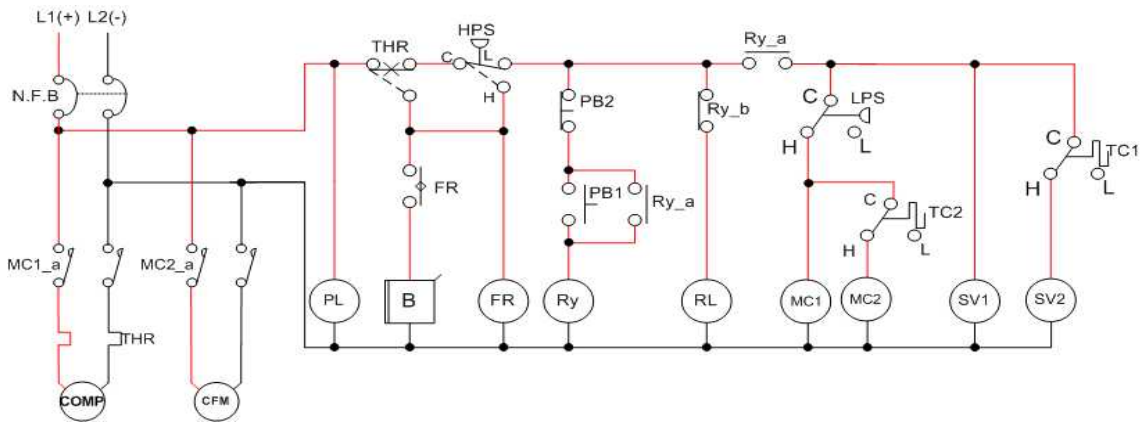 L1(+) L2(-)
N.F.B
THR
HPS
C
L
H
Ry_a
PB2
Ry_b
C
LPS
H
L
C
TC1
H
L
FR
PB1
Ry_a
C
TC2
H
L
MC1_a
MC2_a
PL
B
FR
Ry
RL
MC1
MC2
SV1
SV2
THR
COMP
CFM